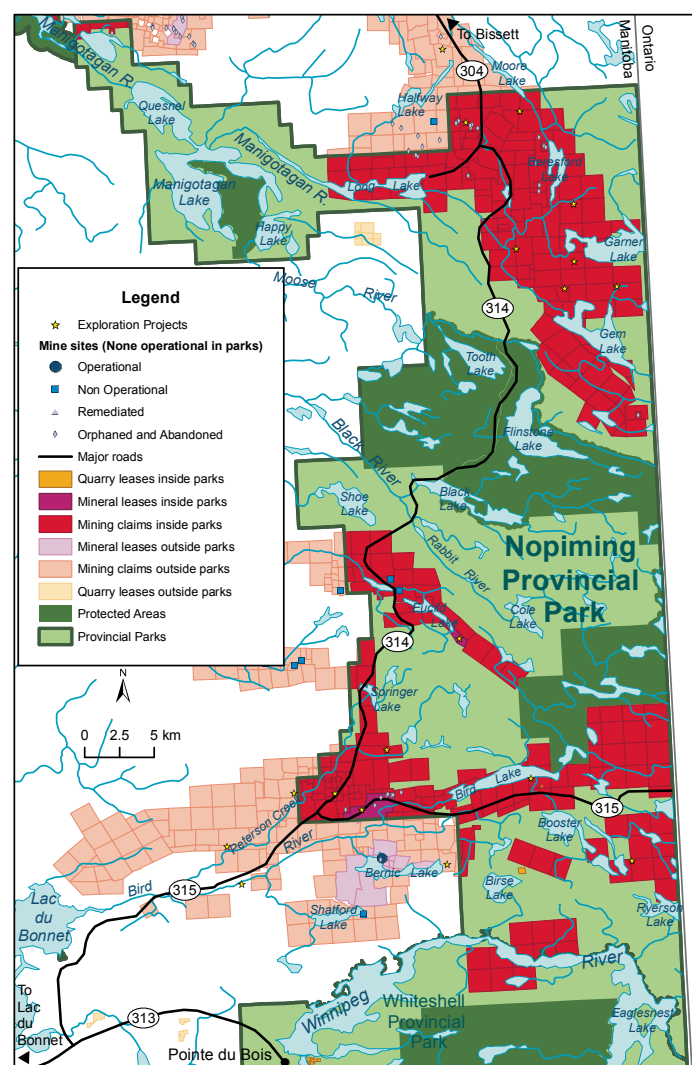 To Bissett
Manitoba
Ontario
304
Moore
Lake
Manigotagan R.
Quesnel
Lake
Halfway
Lake
Manigotagan R.
Beresford
Lake
Manigotagan
Lake
Long Lake
Happy
Lake
Garner
Lake
Moose
River
314
Gem
Lake
Tooth
Lake
Flinstone
Lake
Legend
Exploration Projects
Mine sites (None operational in parks)
Operational
Non Operational
Remediated
Orphaned and Abandoned
Major roads
Quarry leases inside parks
Mineral leases inside parks
Mining claims inside parks
Mineral leases outside parks
Mining claims outside parks
Quarry leases outside parks
Protected Areas
Provincial Parks
Black River
Shoe
Lake
Black
Lake
Rabbit River
Nopiming
Provincial
Park
Euclid
Lake
Cole
Lake
314
N
Springer
Lake
0 2.5 5 km
Bird Lake
315
Peterson Creek
Booster
Lake
Bird River
315
Bernic Lake
Birse
Lake
Lac
du
Bonnet
Shatford
Lake
Ryerson
Lake
Winnipeg River
Whiteshell
Provincial
Park
Eaglesnest
Lake
To
Lac
du
Bonnet
313
Pointe du Bois